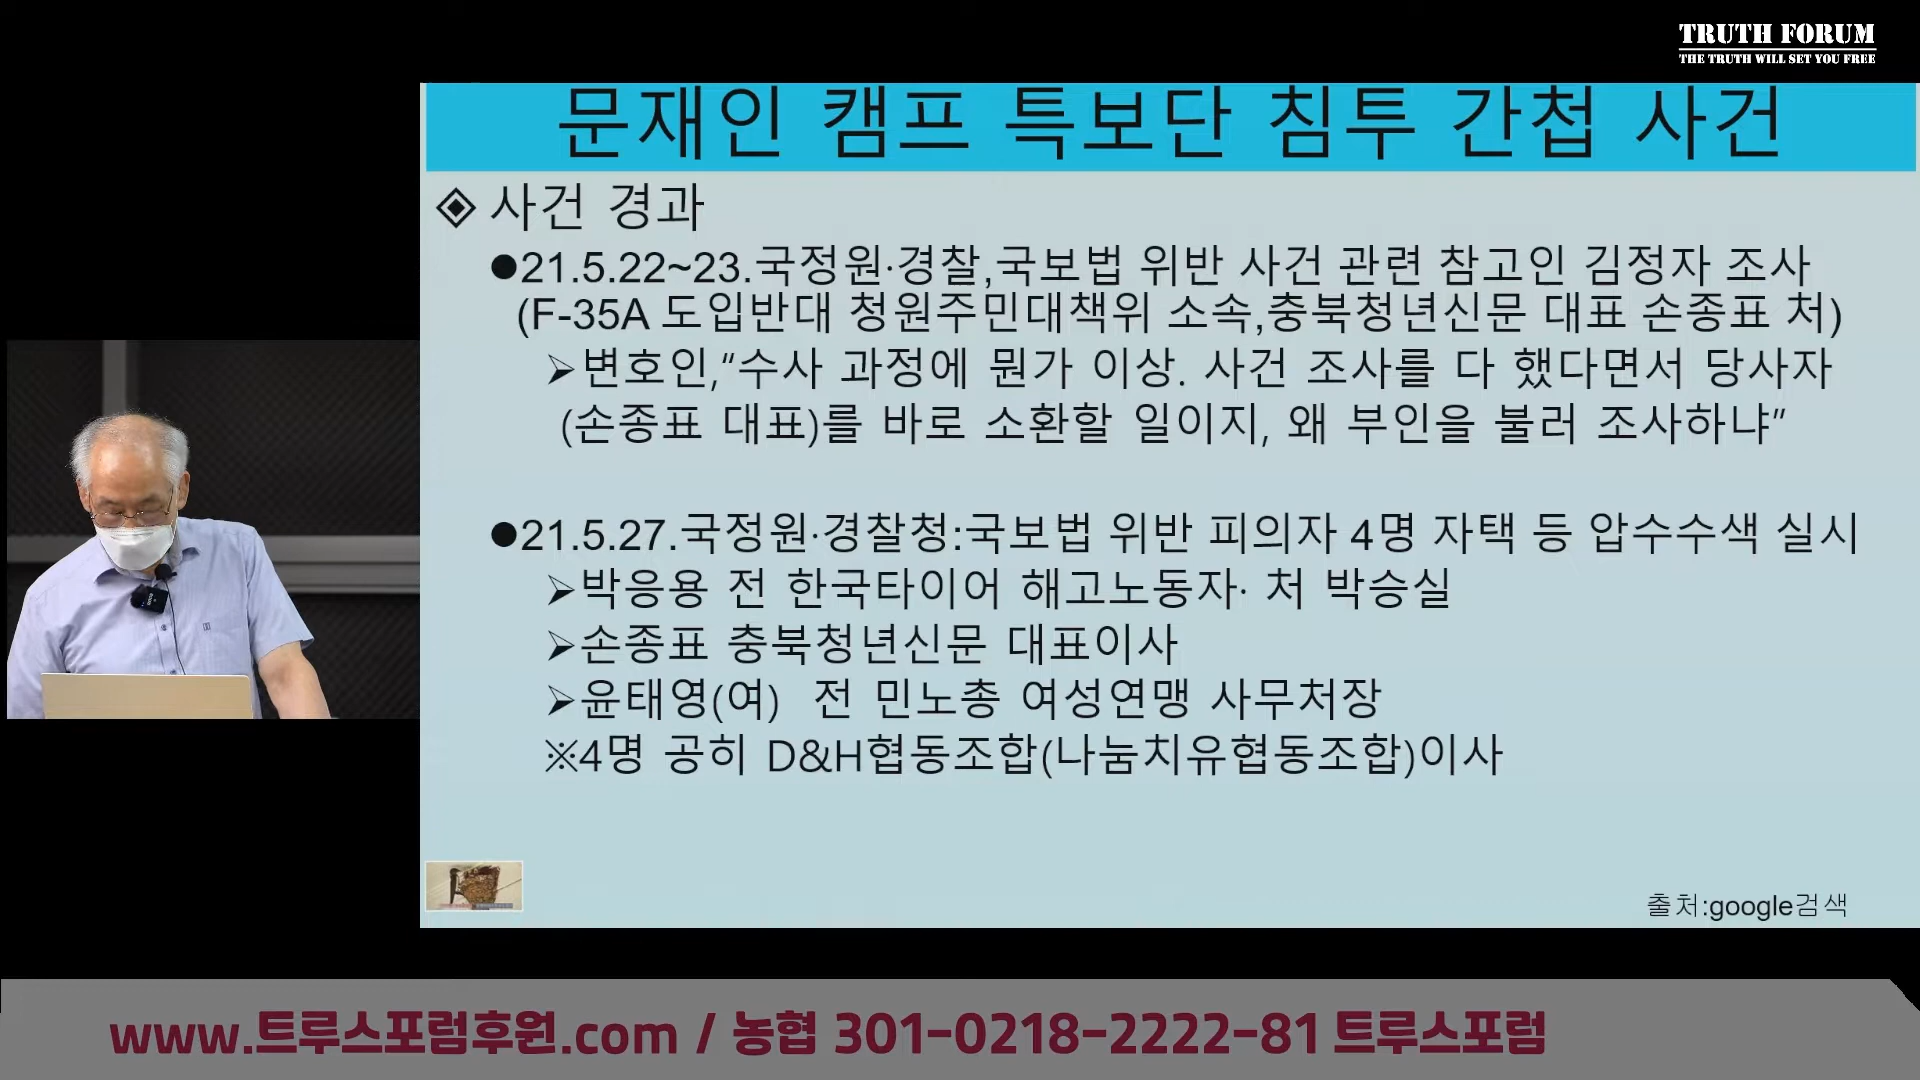 TRUTH FORUM
THE TRUTH WILL SET YOU FREE
문재인 캠프 특보단 침투 간첩 사건
◈ 사건 경과
●21.5.22~23.국정원·경찰,국보법 위반 사건 관련 참고인 김정자 조사
(F-35A 도입반대 청원주민대책위 소속,충북청년신문 대표 손종표 처)
➢변호인,“수사 과정에 뭔가 이상. 사건 조사를 다 했다면서 당사자
(손종표 대표)를 바로 소환할 일이지, 왜 부인을 불러 조사하냐”
●21.5.27.국정원·경찰청:국보법 위반 피의자 4명 자택 등 압수수색 실시
➢박응용 전 한국타이어 해고노동자· 처 박승실
➢손종표 충북청년신문 대표이사
➢윤태영(여) 전 민노총 여성연맹 사무처장
※4명 공히 D&H협동조합(나눔치유협동조합)이사
출처:google검색
www.트루스포럼후원.com / 농협 301-0218-2222-81 트루스포럼